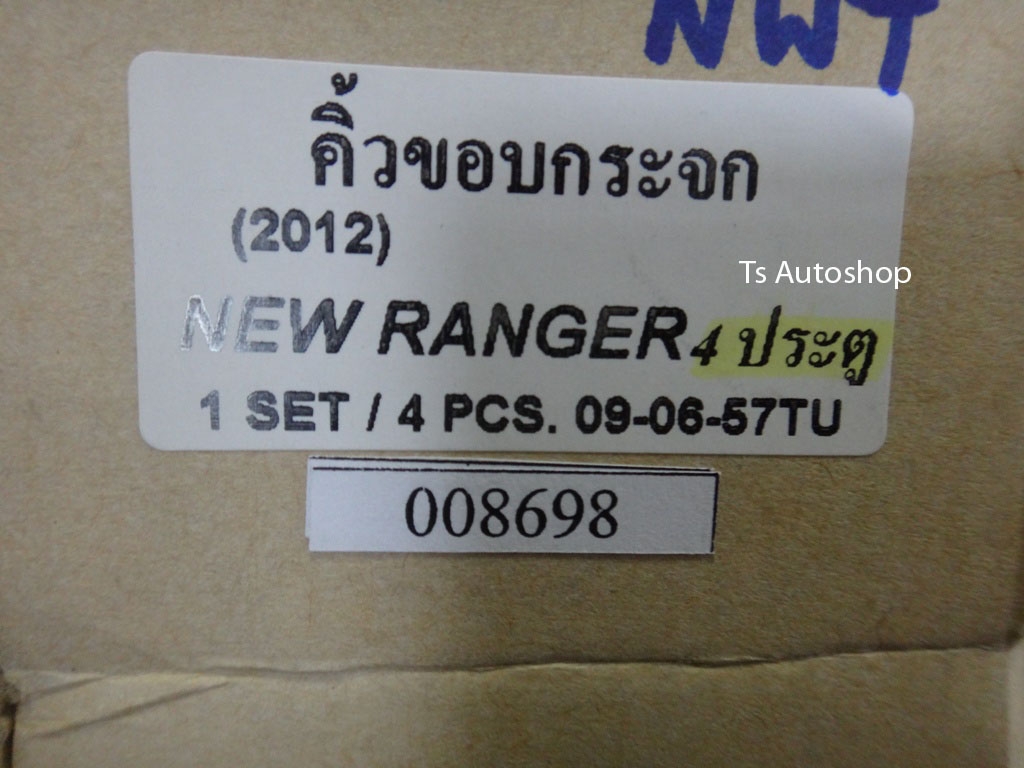 NWT
คิ้วขอบกระจก
(2012)
Ts Autoshop
NEW RANGER 4 ประตู
1 SET / 4 PCS. 09-06-57TU
008698